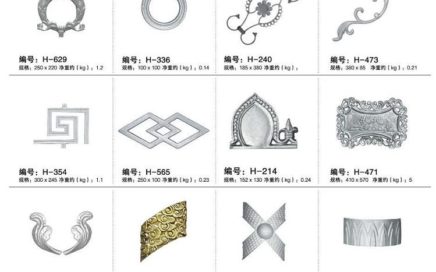 编号：H-629
规格：250 x 220 净重约（kg）：1.2
编号：H-336
规格：100 x 100 净重约（kg）：0.14
编号：H-240
规格：185 x 380 净重约（kg）：
编号：H-473
规格：380 x 85 净重约（kg）：0.21
编号：H-354
规格：300 x 245 净重约（kg）：1.1
编号：H-565
规格：250 x 100 净重约（kg）：0.23
编号：H-214
规格：152 x 130 净重约（kg）：0.24
编号：H-471
规格：410 x 570 净重约（kg）：5